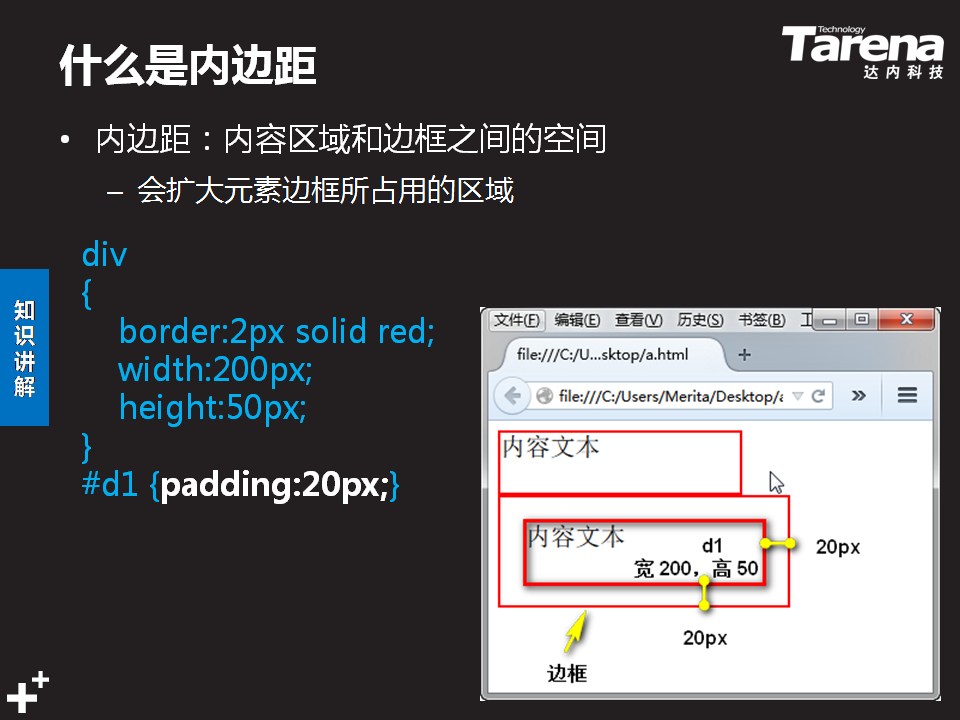 什么是内边距
Technology
Tarena
达内科技
• 内边距：内容区域和边框之间的空间
– 会扩大元素边框所占用的区域
div
{
border:2px solid red;
width:200px;
height:50px;
}
#d1 {padding:20px;}
知识讲解
文件(F) 编辑(E) 查看(V) 历史(S) 书签(B)
file:///C:/U...sktop/a.html
file:///C:/Users/Merita/Desktop/a
内容文本
内容文本
d1
宽 200，高 50
20px
20px
边框